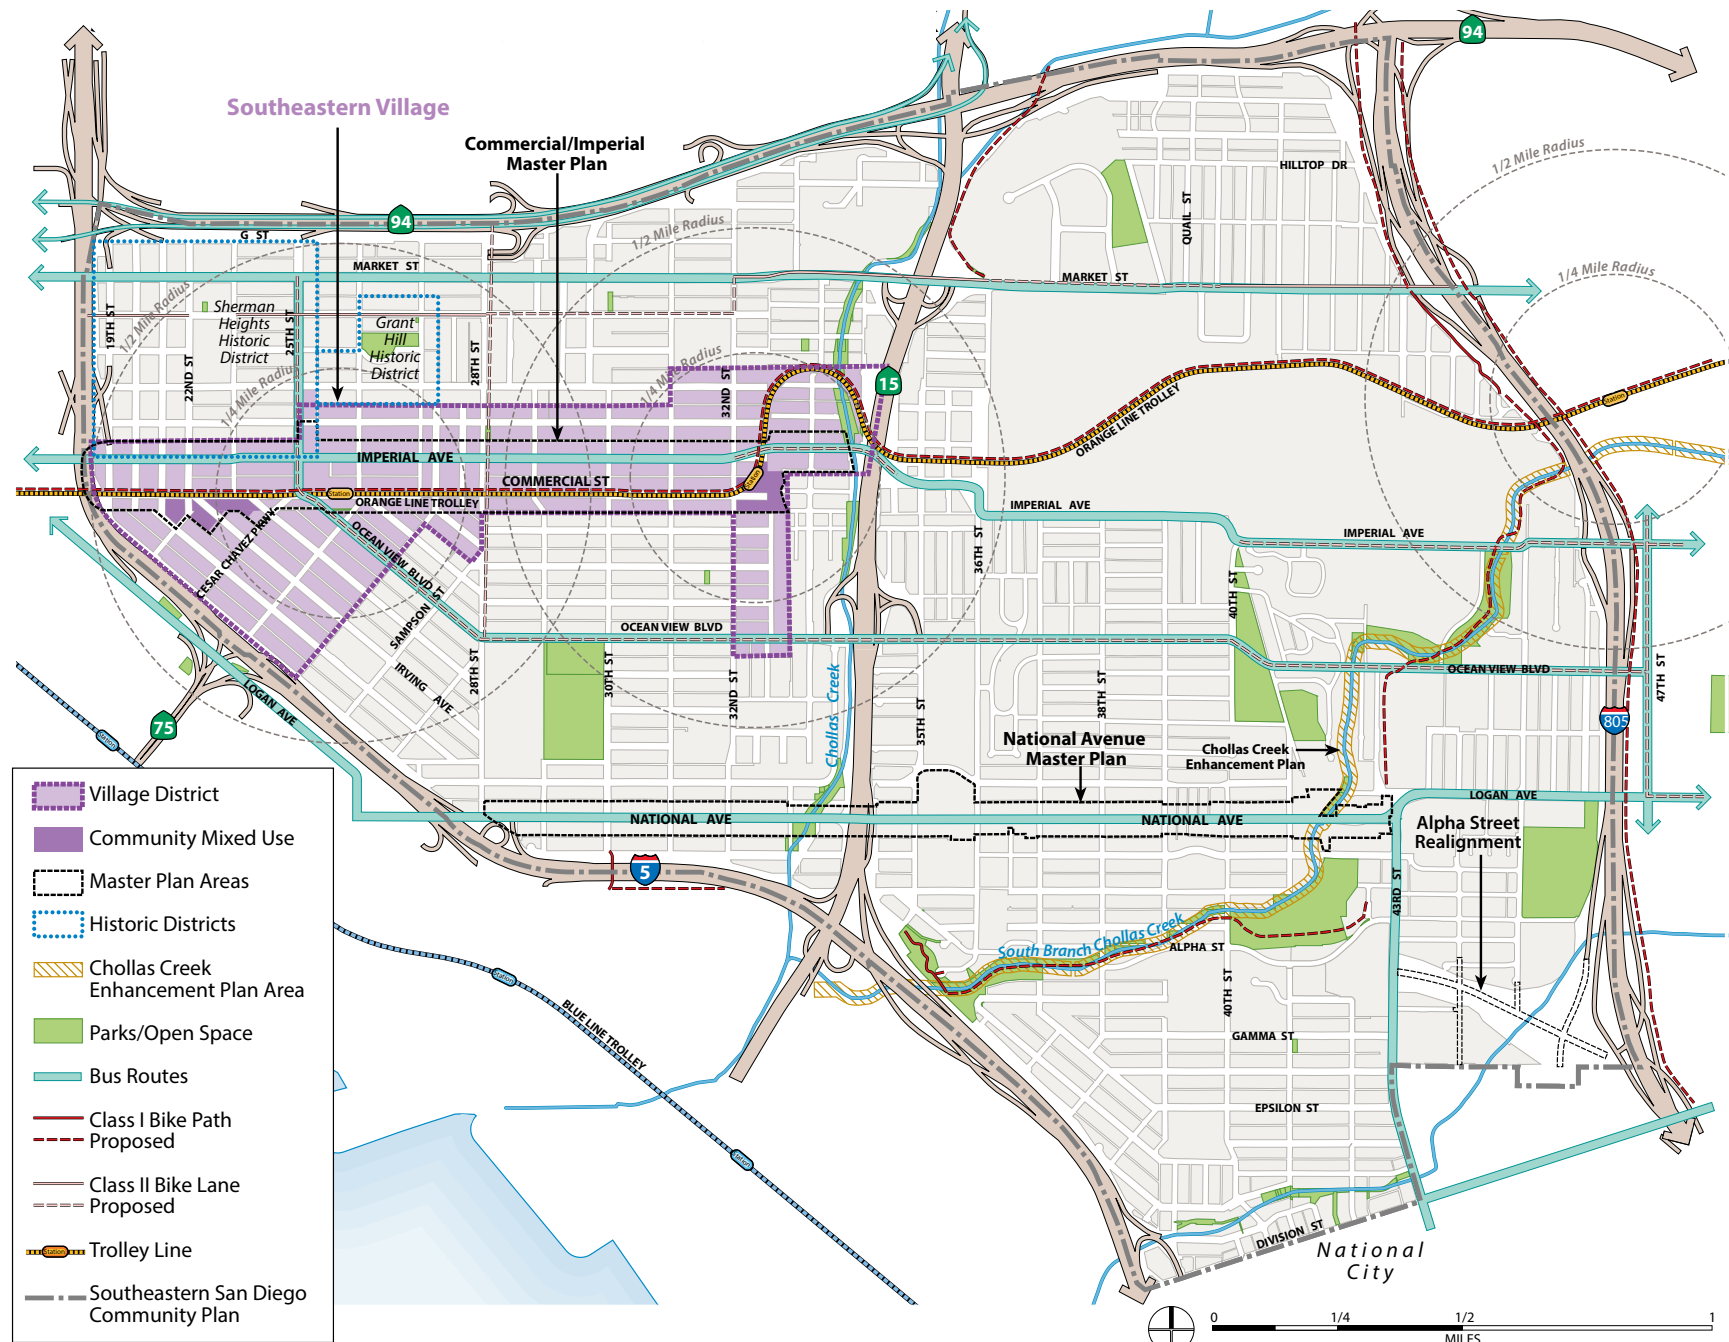 94
94
Southeastern Village
Commercial/Imperial
Master Plan
1/2 Mile Radius
HILLTOP DR
QUAIL ST
G ST
1/2 Mile Radius
MARKET ST
MARKET ST
1/4 Mile Radius
1/2 Mile Radius
19TH ST
22ND ST
25TH ST
28TH ST
Sherman
Heights
Historic
District
Grant
Hill
Historic
District
1/4 Mile Radius
1/4 Mile Radius
32ND ST
15
ORANGE LINE TROLLEY
Station
IMPERIAL AVE
COMMERCIAL ST
Station
Station
ORANGE LINE TROLLEY
IMPERIAL AVE
IMPERIAL AVE
CESAR CHAVEZ PKWY
OCEAN VIEW BLVD
SAMPSON ST
IRVING AVE
36TH ST
40TH ST
OCEAN VIEW BLVD
OCEAN VIEW BLVD
28TH ST
30TH ST
32ND ST
35TH ST
38TH ST
47TH ST
LOGAN AVE
75
Station
Chollas Creek
805
National Avenue
Master Plan
Chollas Creek
Enhancement Plan
LOGAN AVE
NATIONAL AVE
NATIONAL AVE
Alpha Street
Realignment
5
43RD ST
South Branch Chollas Creek
ALPHA ST
40TH ST
Station
BLUE LINE TROLLEY
GAMMA ST
EPSILON ST
Station
DIVISION ST
National
City
Village District
Community Mixed Use
Master Plan Areas
Historic Districts
Chollas Creek
Enhancement Plan Area
Parks/Open Space
Bus Routes
Class I Bike Path
Proposed
Class II Bike Lane
Proposed
Station
Trolley Line
Southeastern San Diego
Community Plan
0 1/4 1/2 1
MILES